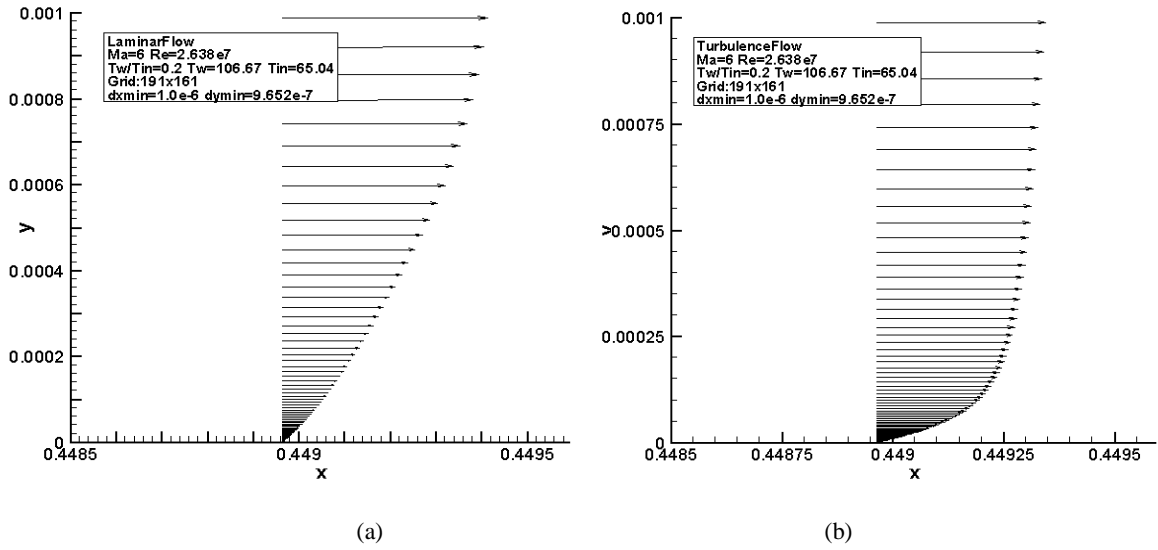 0.001
LaminarFlow
Ma=6 Re=2.638e7
Tw/Tin=0.2 Tw=106.67 Tin=65.04
Grid:191x161
dxmin=1.0e-6 dymin=9.652e-7
0.0008
0.0006
y
0.0004
0.0002
0
0.4485 0.449 0.4495
x
(a)
0.001
TurbulenceFlow
Ma=6 Re=2.638e7
Tw/Tin=0.2 Tw=106.67 Tin=65.04
Grid:191x161
dxmin=1.0e-6 dymin=9.652e-7
0.00075
y
0.0005
0.00025
0
0.4485 0.44875 0.449 0.44925 0.4495
x
(b)